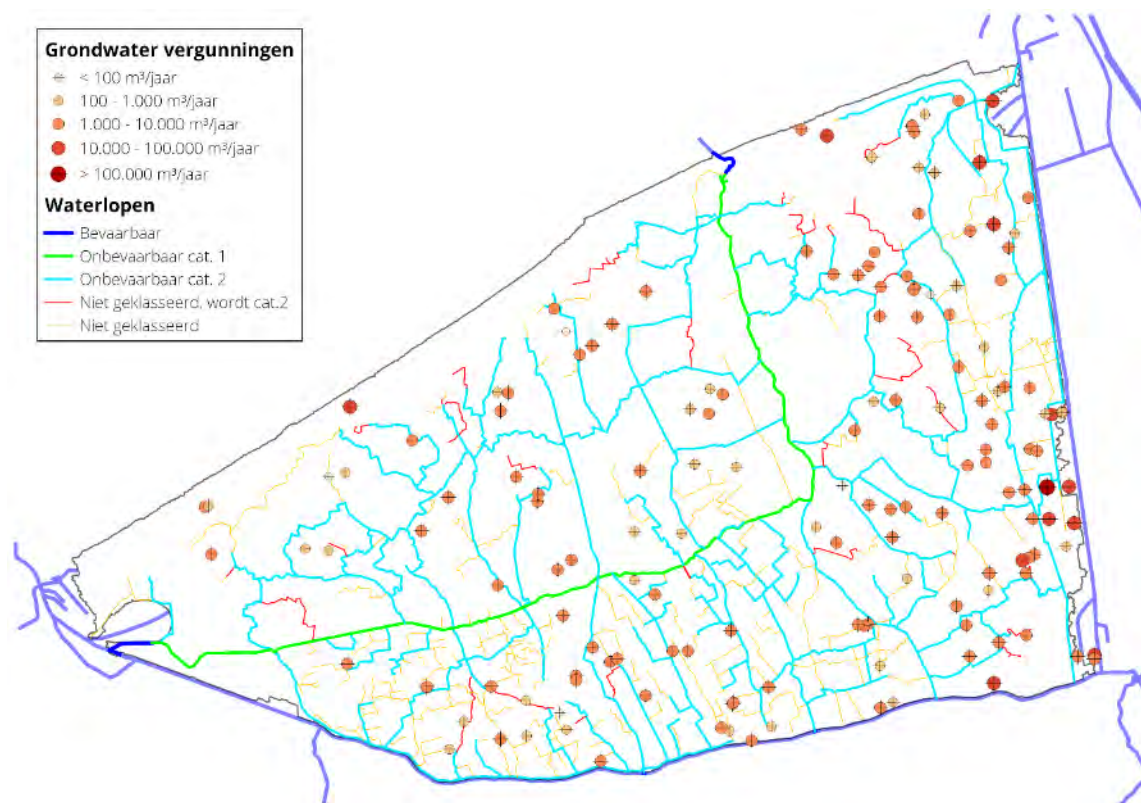 Grondwater vergunningen
< 100 m³/jaar
100 - 1.000 m³/jaar
1.000 - 10.000 m³/jaar
10.000 - 100.000 m³/jaar
> 100.000 m³/jaar
Waterlopen
Bevaarbaar
Onbevaarbaar cat. 1
Onbevaarbaar cat. 2
Niet geklasseerd, wordt cat.2
Niet geklasseerd